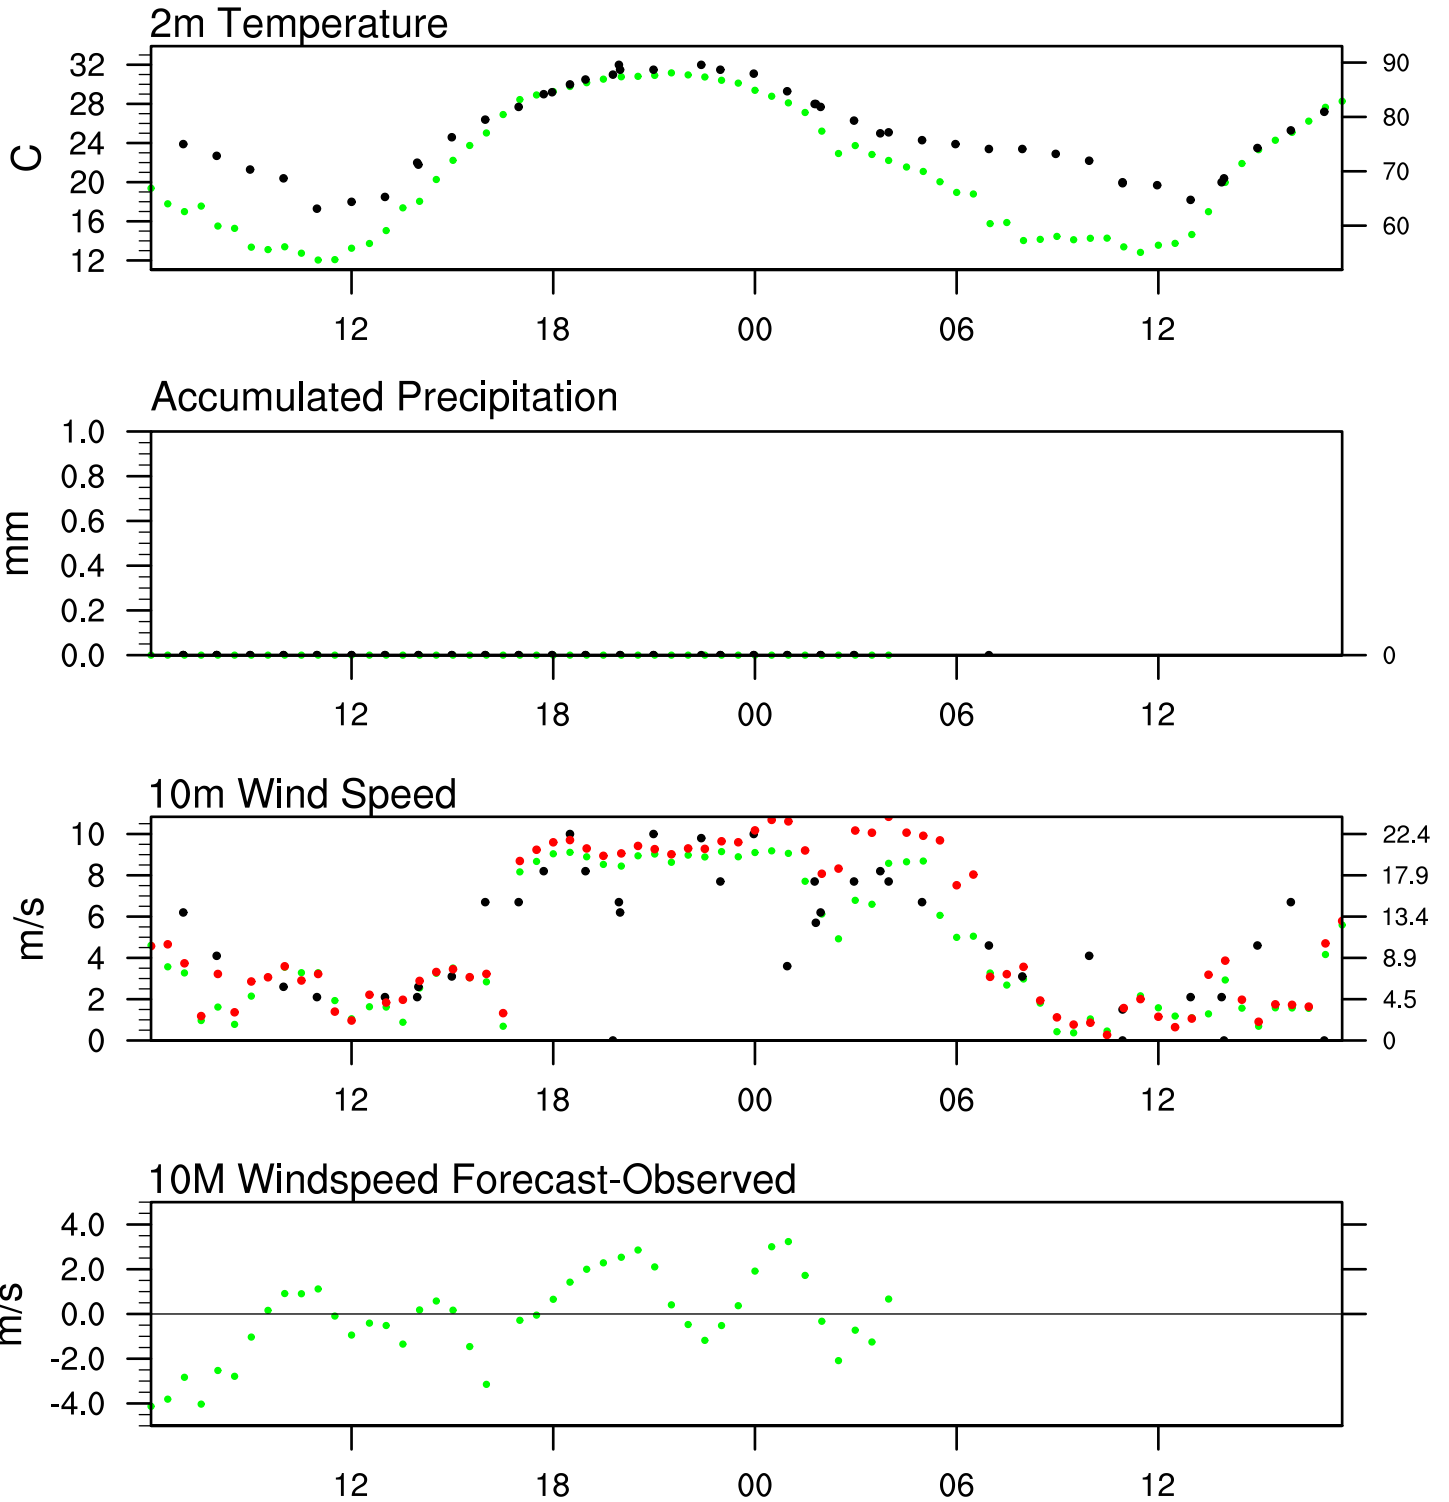 2m Temperature
32
28
24
20
16
12
C
90
80
70
60
12 18 00 06 12
Accumulated Precipitation
1.0
0.8
0.6
0.4
0.2
0.0
mm
0
12 18 00 06 12
10m Wind Speed
10
8
6
4
2
0
m/s
22.4
17.9
13.4
8.9
4.5
0
12 18 00 06 12
10M Windspeed Forecast-Observed
4.0
2.0
0.0
-2.0
-4.0
m/s
12 18 00 06 12